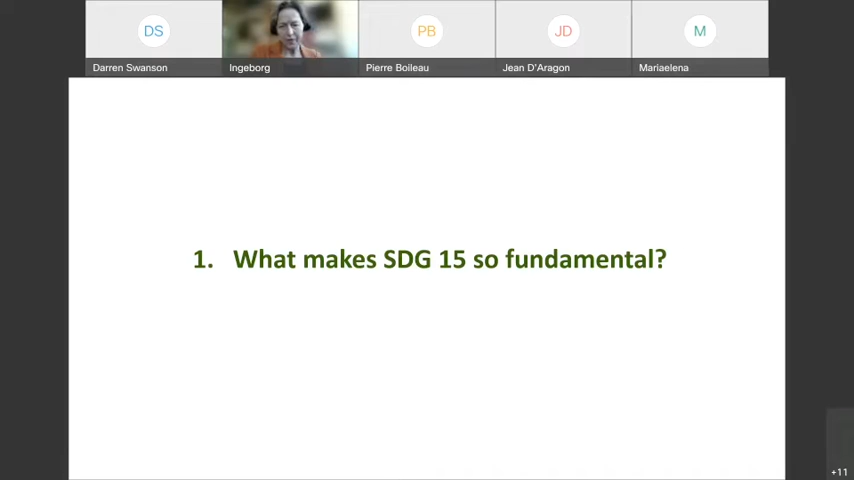 DS
PB
JD
M
Darren Swanson
Ingeborg
Pierre Boileau
Jean D'Aragon
Mariaelena
1. What makes SDG 15 so fundamental?
+11